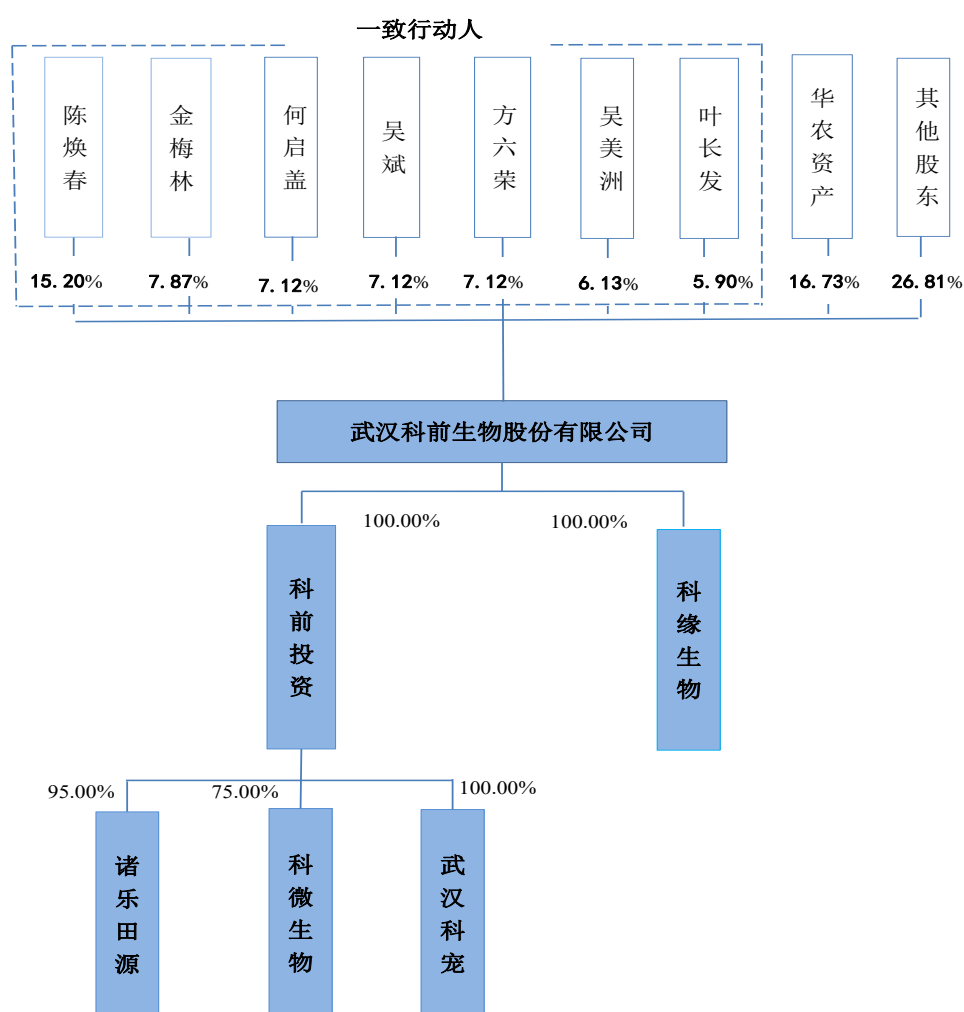 一致行动人
陈焕春
金梅林
何启盖
吴斌
方六荣
吴美洲
叶长发
华农资产
其他股东
15.20%
7.87%
7.12%
7.12%
7.12%
6.13%
5.90%
16.73%
26.81%
武汉科前生物股份有限公司
100.00%
100.00%
科前投资
科缘生物
95.00%
75.00%
100.00%
诸乐田源
科微生物
武汉科宠